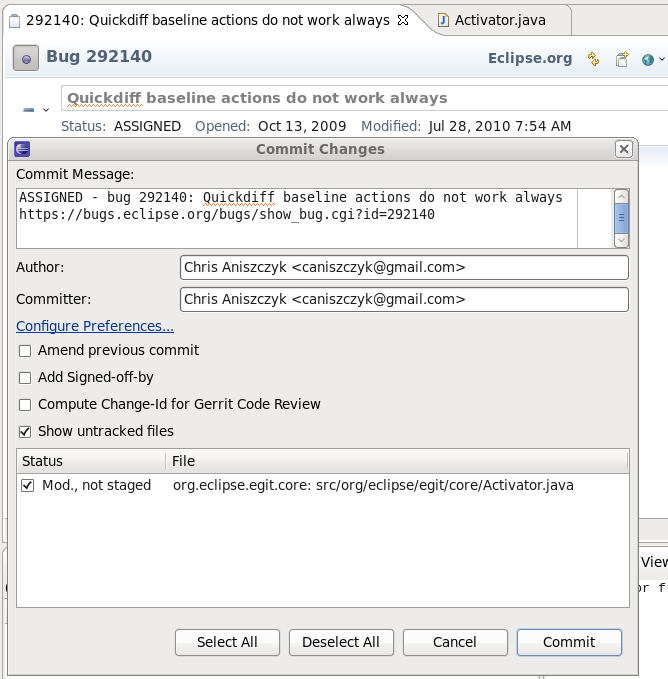 292140: Quickdiff baseline actions do not work always
Activator.java
Bug 292140
Eclipse.org
Quickdiff baseline actions do not work always
Status: ASSIGNED Opened: Oct 13, 2009 Modified: Jul 28, 2010 7:54 AM
Commit Changes
Commit Message:
ASSIGNED - bug 292140: Quickdiff baseline actions do not work always
https://bugs.eclipse.org/bugs/show_bug.cgi?id=292140
Author: Chris Aniszczyk <caniszczyk@gmail.com>
Committer: Chris Aniszczyk <caniszczyk@gmail.com>
Configure Preferences...
Amend previous commit
Add Signed-off-by
Compute Change-Id for Gerrit Code Review
Show untracked files
Status File
Mod., not staged org.eclipse.egit.core: src/org/eclipse/egit/core/Activator.java
View
Select All Deselect All Cancel Commit